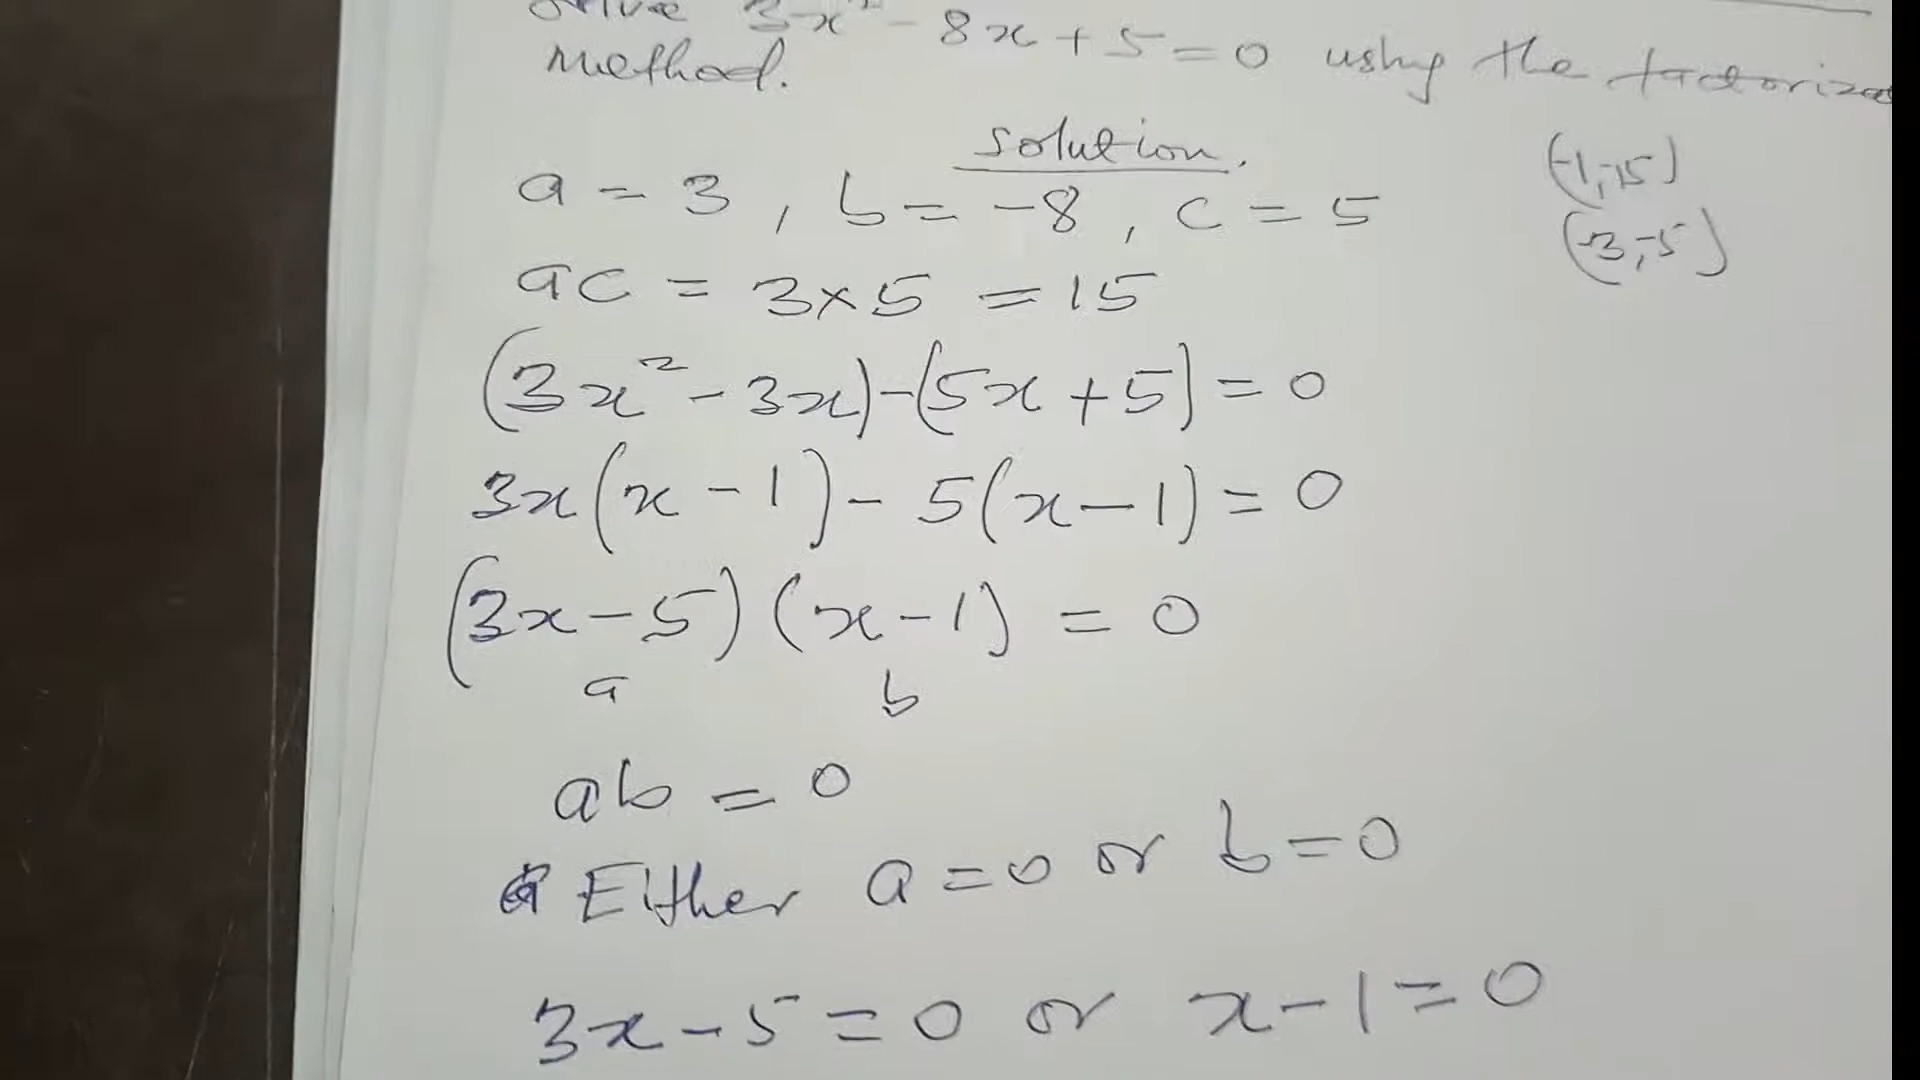 3x² - 8x + 5 = 0 using the
method.
solution.
a = 3 , b = -8 , c = 5
(-1,-15)
(-3,-5)
ac = 3×5 = 15
(3x² - 3x) - (5x + 5) = 0
3x(x - 1) - 5(x - 1) = 0
(3x - 5) (x - 1) = 0
a b
ab = 0
Either a = 0 or b = 0
3x - 5 = 0 or x - 1 = 0